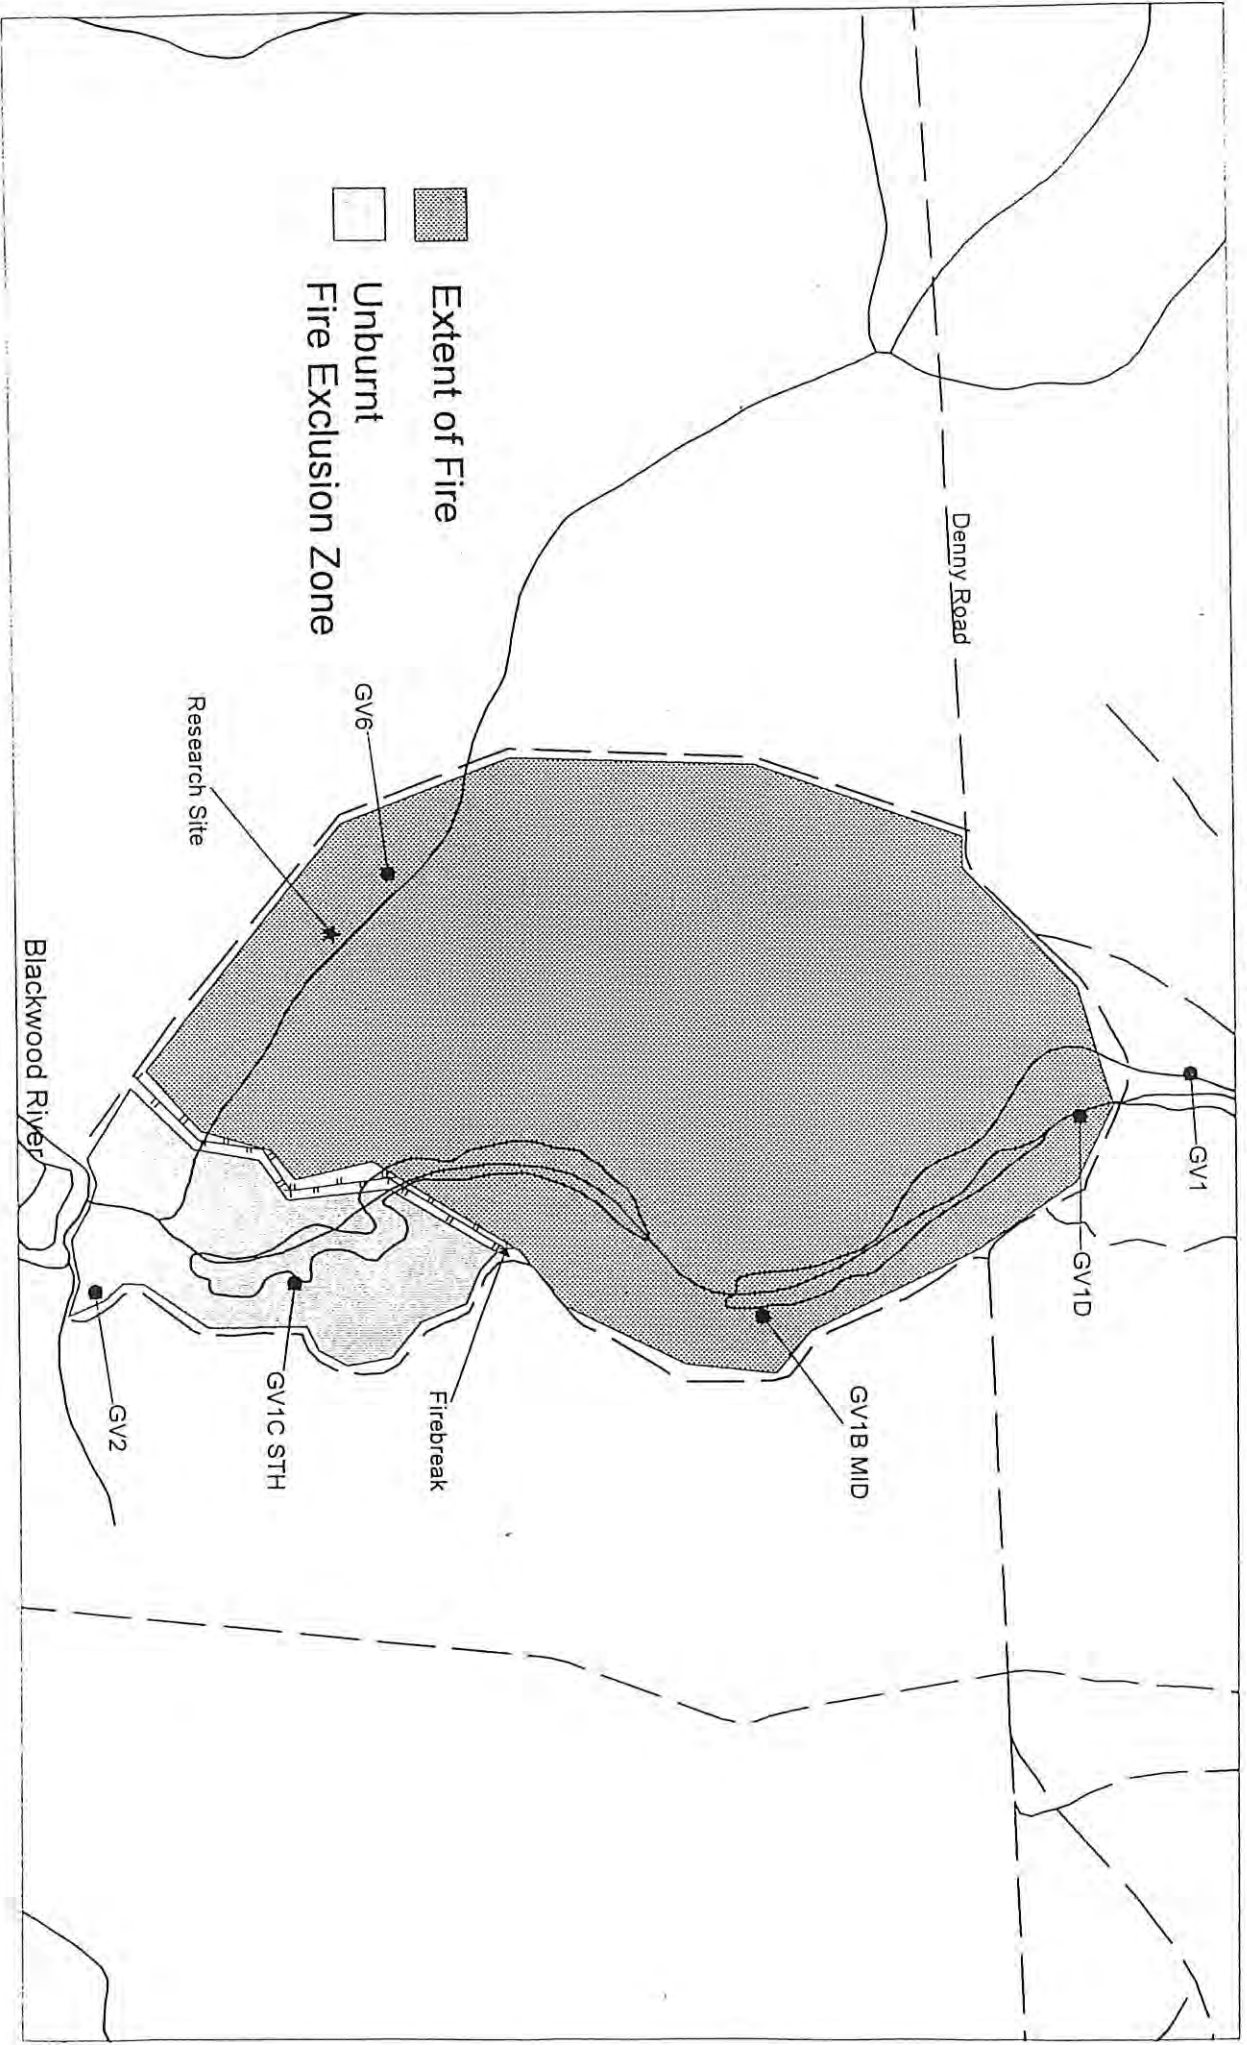 Extent of Fire
Unburnt
Fire Exclusion Zone
Denny Road
GV1
GV1D
GV1B MID
Firebreak
GV1C STH
GV2
GV6
Research Site
Blackwood River